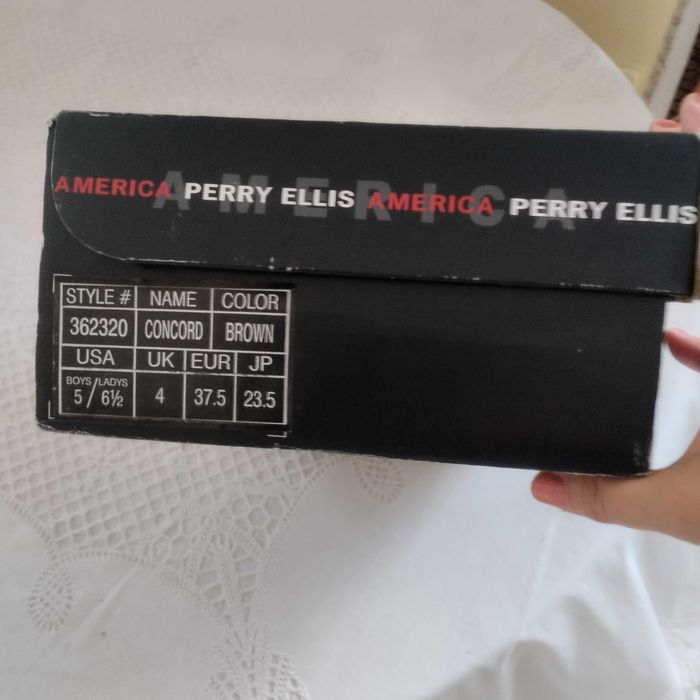 AMERICA PERRY ELLIS AMERICA PERRY ELLIS
AMERICA
STYLE # NAME COLOR
362320 CONCORD BROWN
USA UK EUR JP
BOYS / LADYS
5 / 6½ 4 37.5 23.5